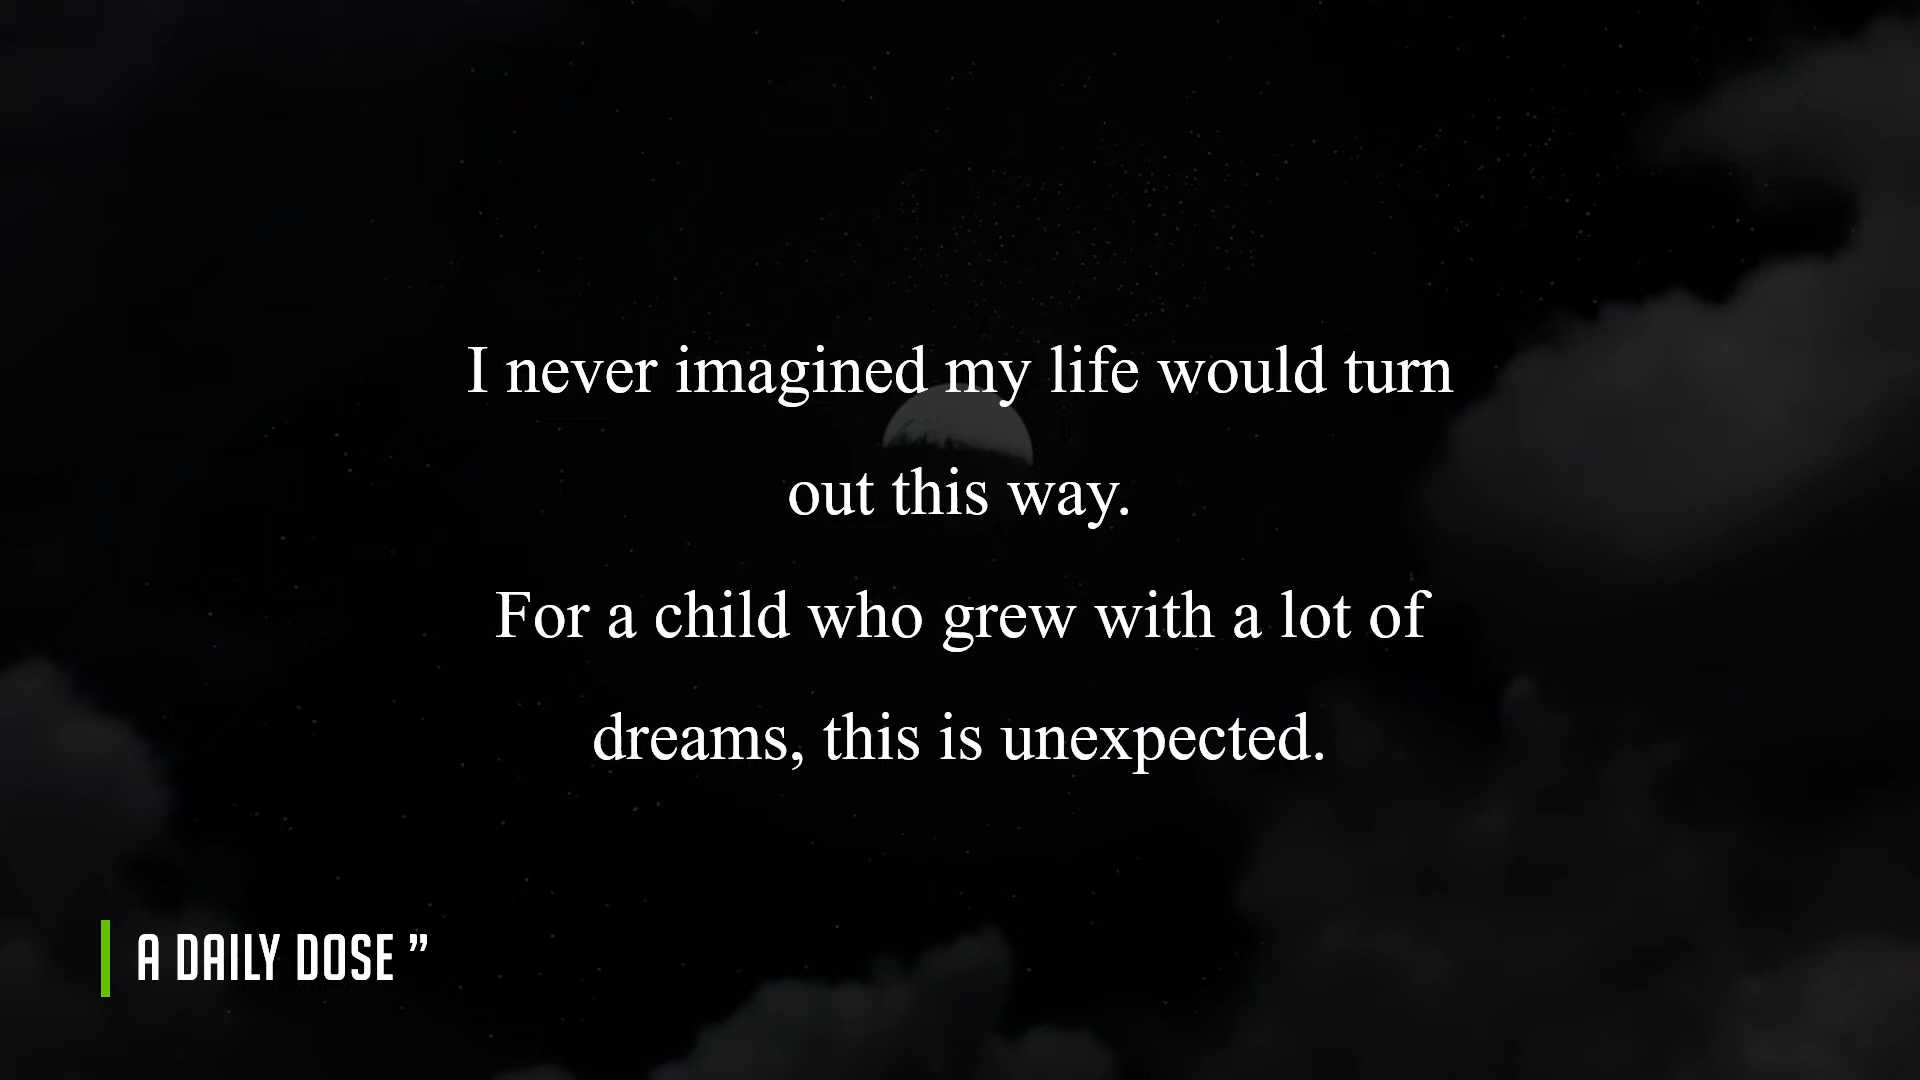 I never imagined my life would turn
out this way.
For a child who grew with a lot of
dreams, this is unexpected.
A DAILY DOSE ”